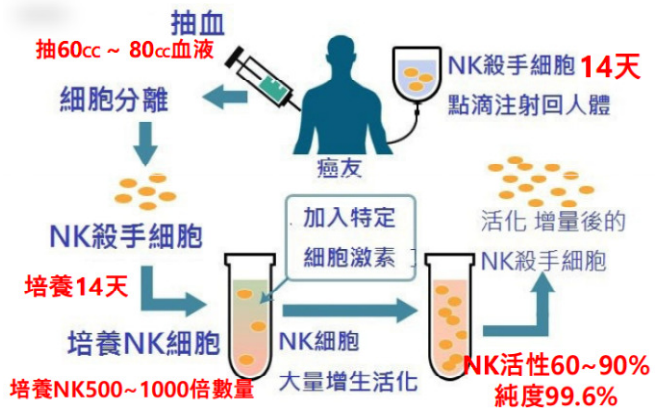 抽血
抽60cc ~ 80cc血液
細胞分離
NK殺手細胞
培養14天
培養NK細胞
培養NK500~1000倍數量
癌友
NK殺手細胞14天
點滴注射回人體
加入特定
細胞激素
NK細胞
大量增生活化
活化 增量後的
NK殺手細胞
NK活性60~90%
純度99.6%